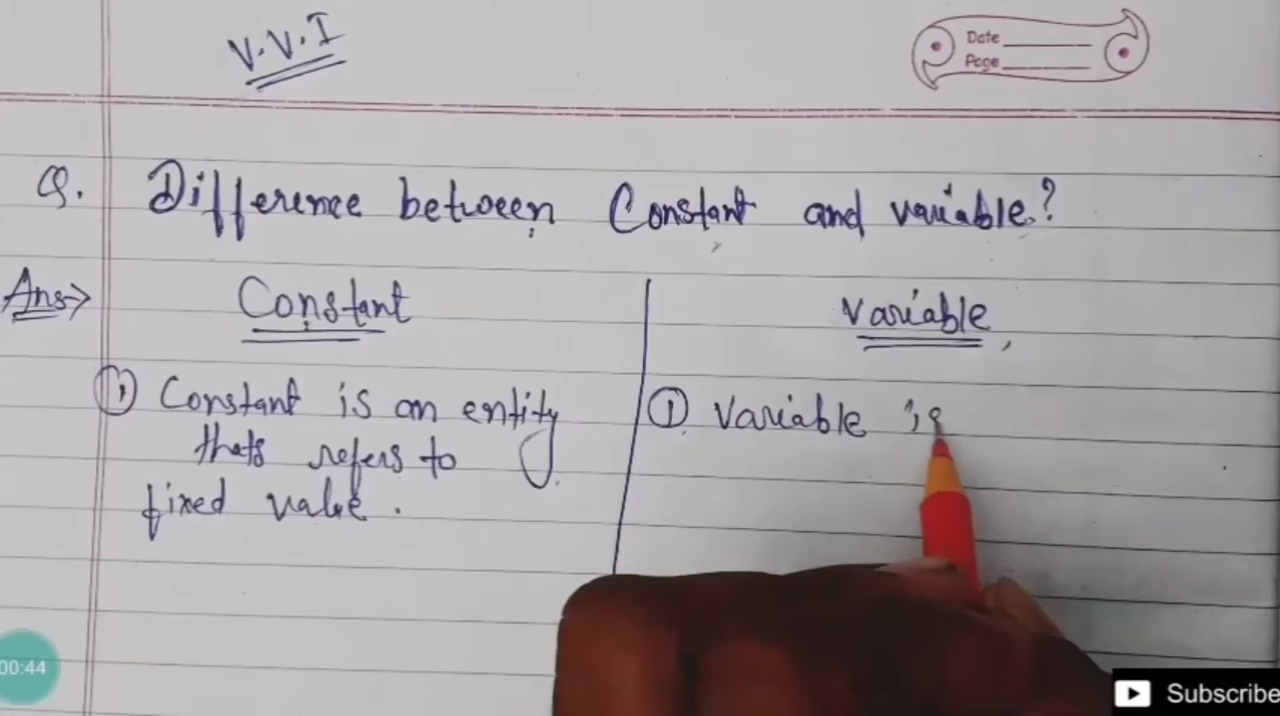 V.V.I
Date
Page
Q. Difference between Constant and variable?
Ans→
Constant
Variable
① Constant is an entity
thats refers to
fixed value.
① Variable is
00:44
Subscribe